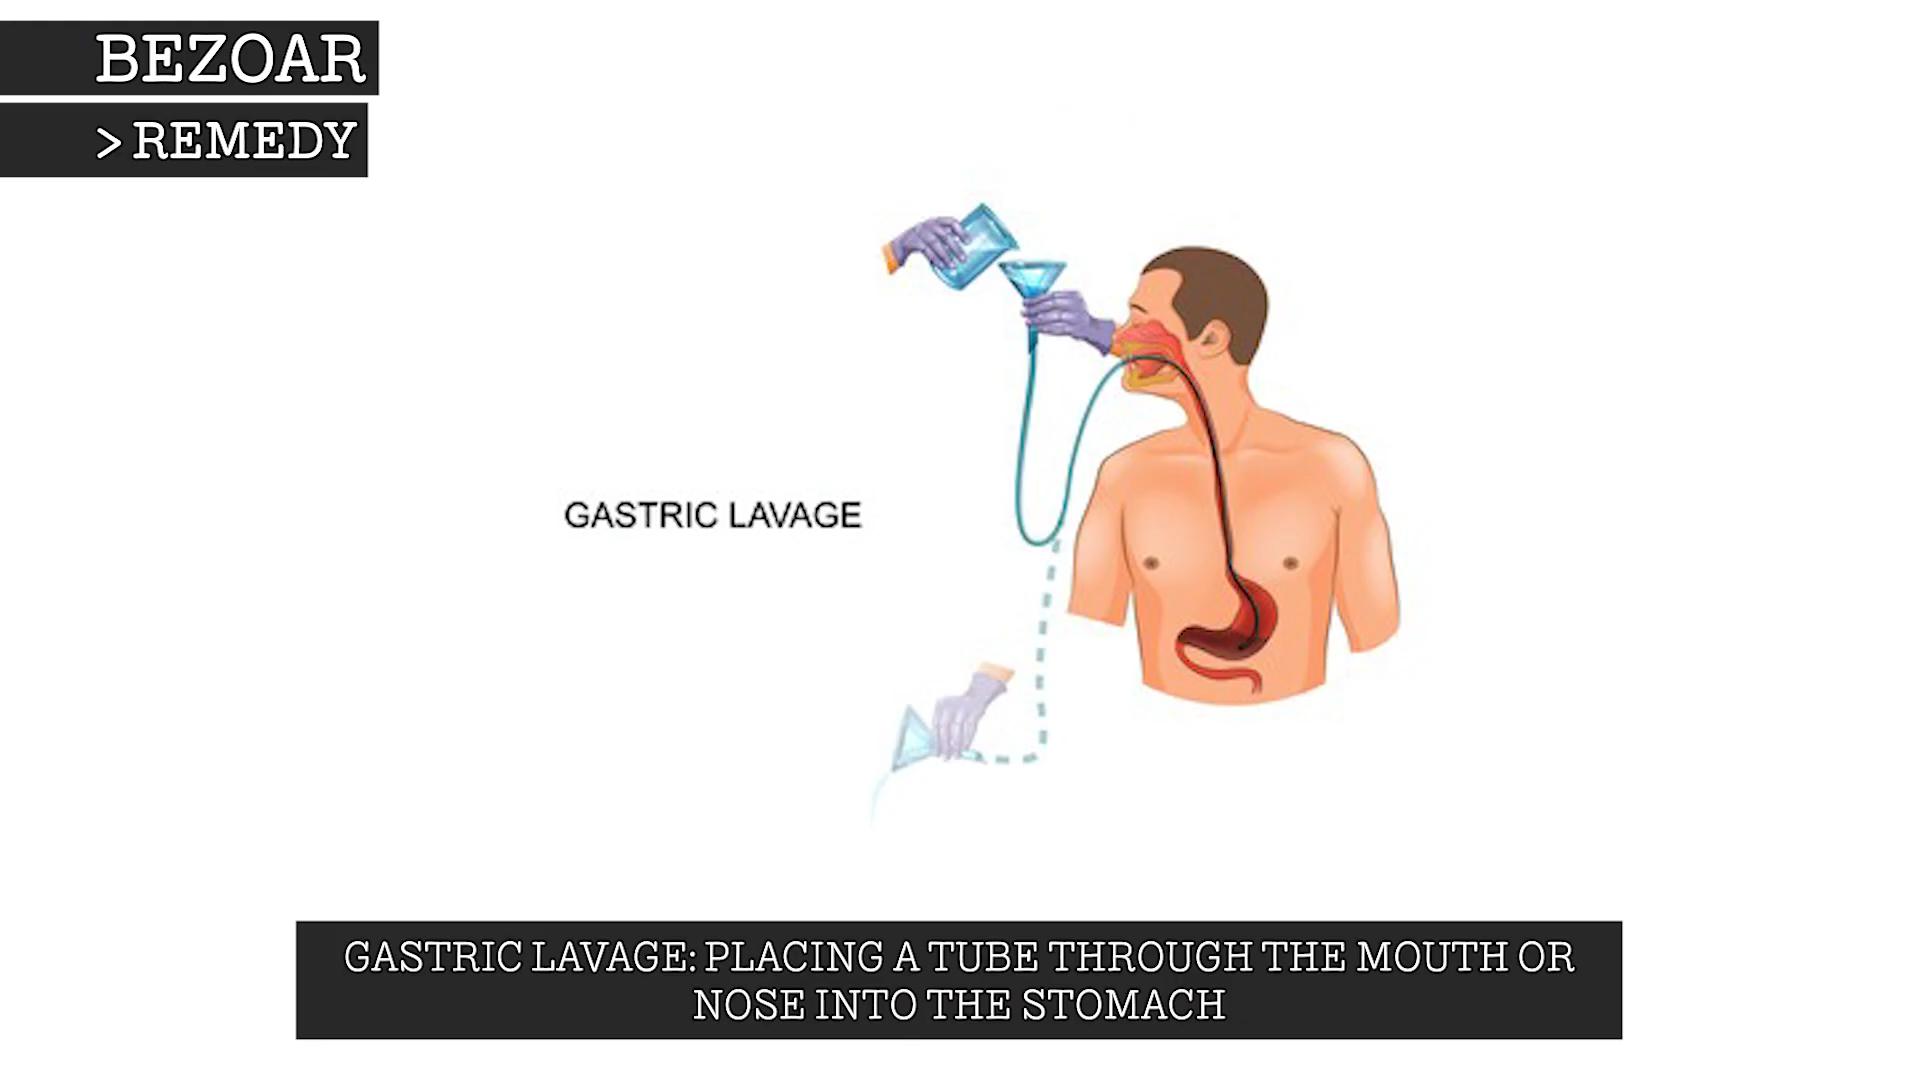 BEZOAR
> REMEDY
GASTRIC LAVAGE
GASTRIC LAVAGE: PLACING A TUBE THROUGH THE MOUTH OR
NOSE INTO THE STOMACH